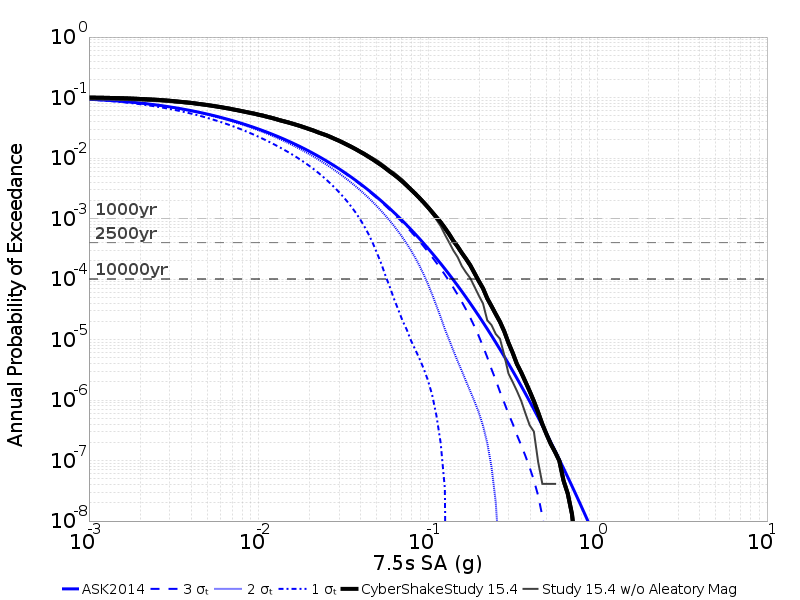 10^0
10^-1
10^-2
10^-3
10^-4
10^-5
10^-6
10^-7
10^-8
Annual Probability of Exceedance
1000yr
2500yr
10000yr
10^-3 10^-2 10^-1 10^0 10^1
7.5s SA (g)
ASK2014 3 σₜ 2 σₜ 1 σₜ CyberShakeStudy 15.4 Study 15.4 w/o Aleatory Mag